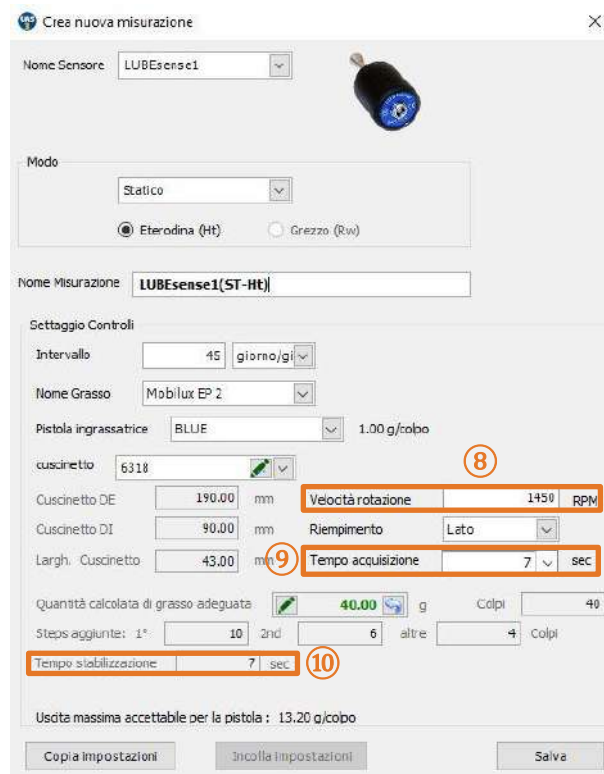 UAS Crea nuova misurazione
Nome Sensore LUBEsense1
Modo
Statico
Eterodina (Ht) Grezzo (Rw)
Nome Misurazione LUBEsense1(ST-Ht)
Settaggio Controli
Intervallo 45 giorno/gi
Nome Grasso Mobilux EP 2
Pistola ingrassatrice BLUE 1.00 g/colpo
cuscinetto 6318 ⑧
Cuscinetto DE 190.00 mm Velocità rotazione 1450 RPM
Cuscinetto DI 90.00 mm Riempimento Lato
Largh. Cuscinetto 43.00 mm ⑨ Tempo acquisizione 7 sec
Quantità calcolata di grasso adeguata 40.00 g Colpi 40
Steps aggiunte: 1° 10 2nd 6 altre 4 Colpi
Tempo stabilizzazione 7 sec ⑩
Uscita massima accettabile per la pistola : 13.20 g/colpo
Copia impostazioni Incolla impostazioni Salva